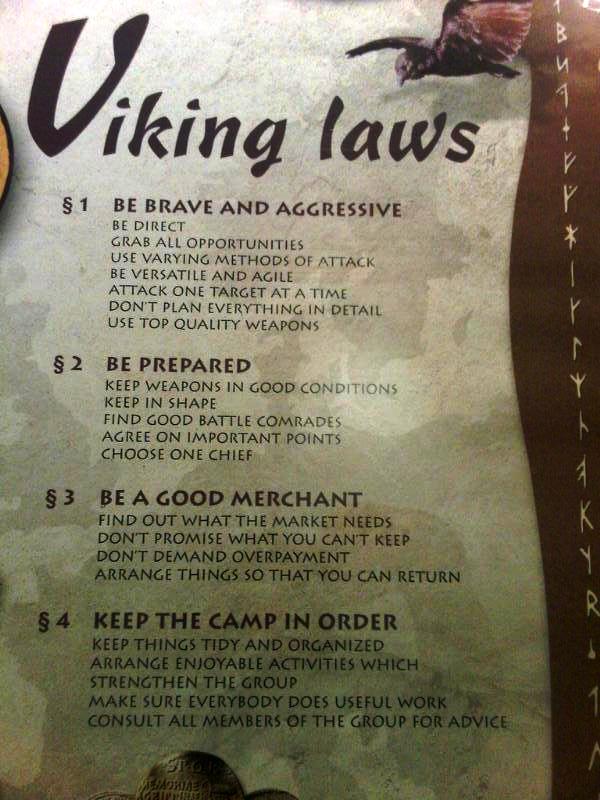 Viking laws
§ 1 BE BRAVE AND AGGRESSIVE
BE DIRECT
GRAB ALL OPPORTUNITIES
USE VARYING METHODS OF ATTACK
BE VERSATILE AND AGILE
ATTACK ONE TARGET AT A TIME
DON'T PLAN EVERYTHING IN DETAIL
USE TOP QUALITY WEAPONS
§ 2 BE PREPARED
KEEP WEAPONS IN GOOD CONDITIONS
KEEP IN SHAPE
FIND GOOD BATTLE COMRADES
AGREE ON IMPORTANT POINTS
CHOOSE ONE CHIEF
§ 3 BE A GOOD MERCHANT
FIND OUT WHAT THE MARKET NEEDS
DON'T PROMISE WHAT YOU CAN'T KEEP
DON'T DEMAND OVERPAYMENT
ARRANGE THINGS SO THAT YOU CAN RETURN
§ 4 KEEP THE CAMP IN ORDER
KEEP THINGS TIDY AND ORGANIZED
ARRANGE ENJOYABLE ACTIVITIES WHICH
STRENGTHEN THE GROUP
MAKE SURE EVERYBODY DOES USEFUL WORK
CONSULT ALL MEMBERS OF THE GROUP FOR ADVICE